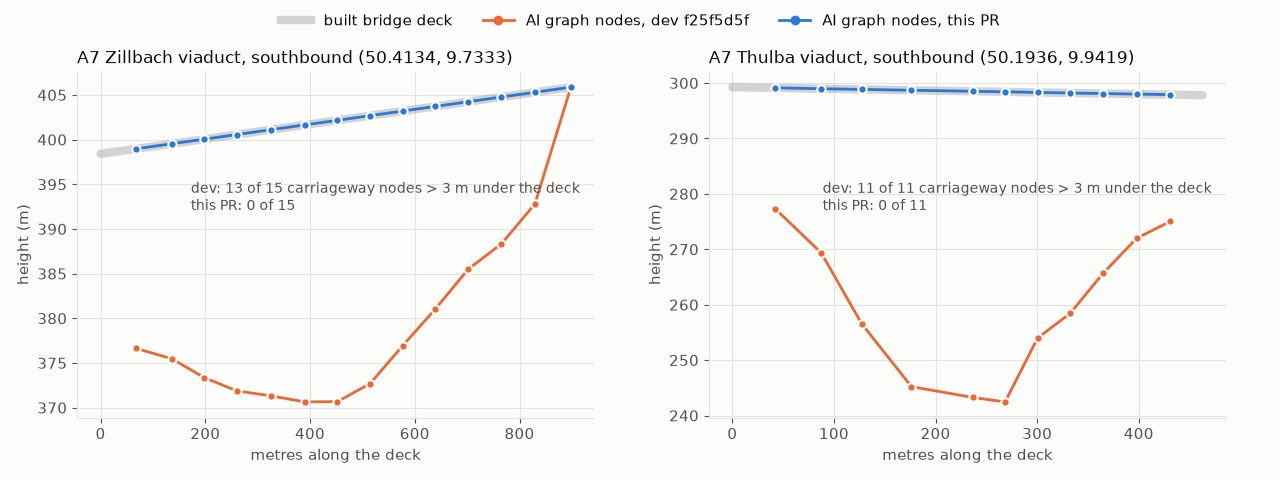 built bridge deck
AI graph nodes, dev f25f5d5f
AI graph nodes, this PR
A7 Zillbach viaduct, southbound (50.4134, 9.7333)
405
400
395
390
385
380
375
370
height (m)
dev: 13 of 15 carriageway nodes > 3 m under the deck
this PR: 0 of 15
0
200
400
600
800
metres along the deck
A7 Thulba viaduct, southbound (50.1936, 9.9419)
300
290
280
270
260
250
240
height (m)
dev: 11 of 11 carriageway nodes > 3 m under the deck
this PR: 0 of 11
0
100
200
300
400
metres along the deck